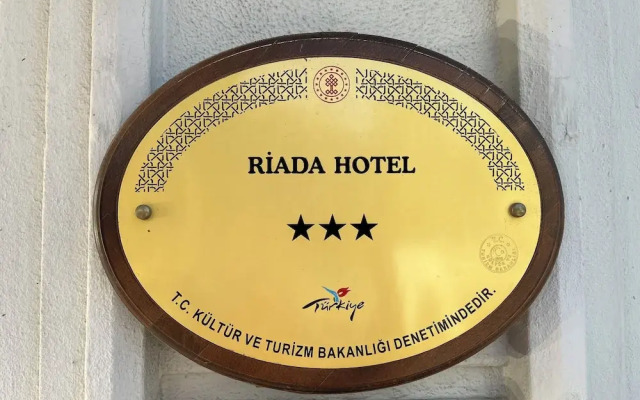 RİADA HOTEL
Türkiye
T.C. KÜLTÜR VE TURİZM BAKANLIĞI DENETİMİNDEDİR.